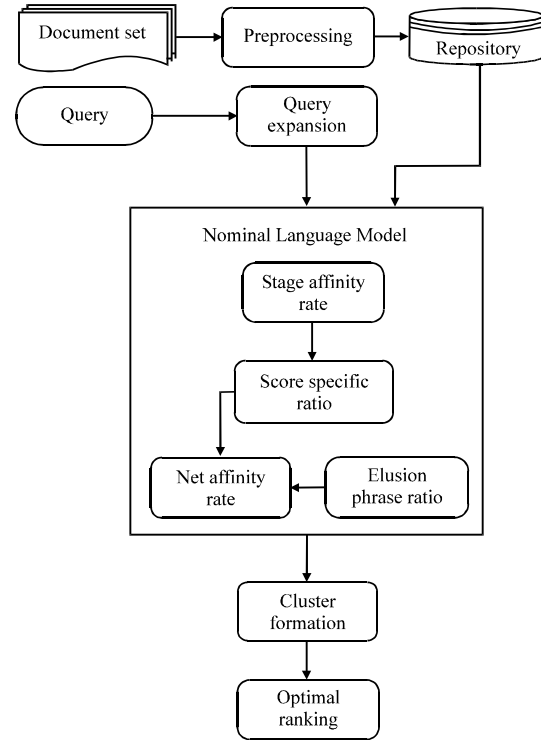 Document set
Preprocessing
Repository
Query
Query
expansion
Nominal Language Model
Stage affinity
rate
Score specific
ratio
Net affinity
rate
Elusion
phrase ratio
Cluster
formation
Optimal
ranking